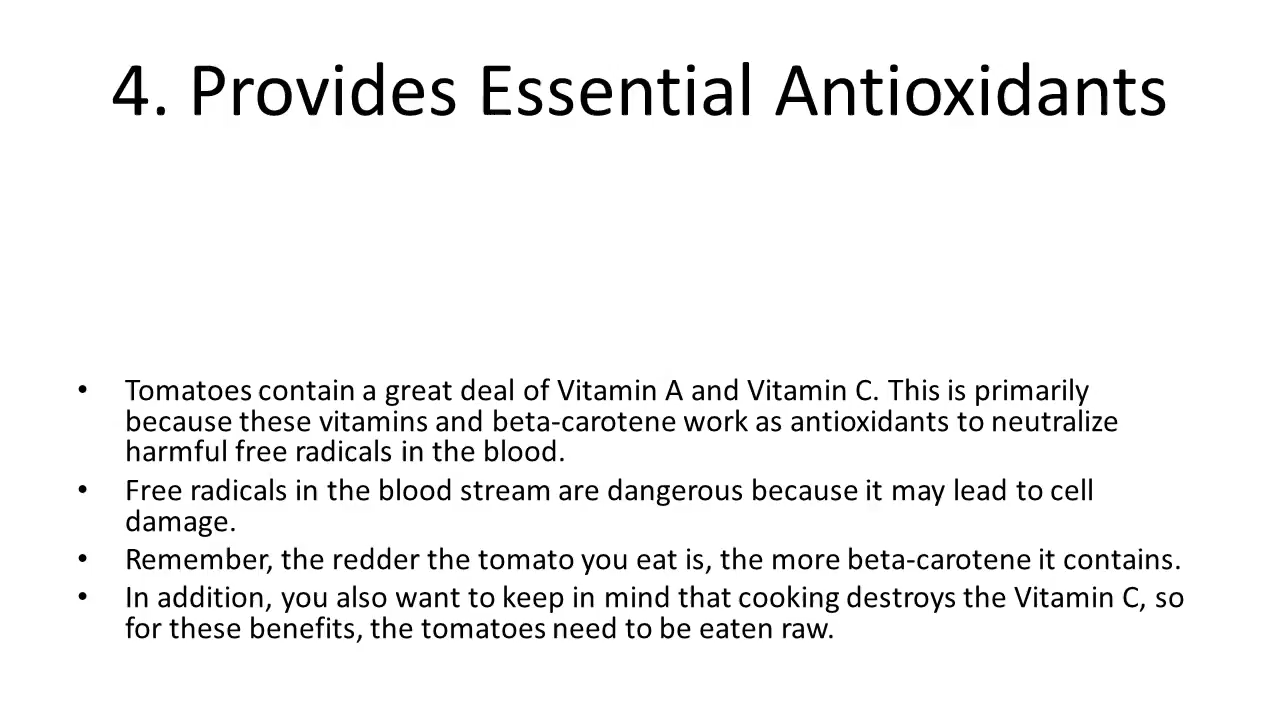 4. Provides Essential Antioxidants
• Tomatoes contain a great deal of Vitamin A and Vitamin C. This is primarily
because these vitamins and beta-carotene work as antioxidants to neutralize
harmful free radicals in the blood.
• Free radicals in the blood stream are dangerous because it may lead to cell
damage.
• Remember, the redder the tomato you eat is, the more beta-carotene it contains.
• In addition, you also want to keep in mind that cooking destroys the Vitamin C, so
for these benefits, the tomatoes need to be eaten raw.